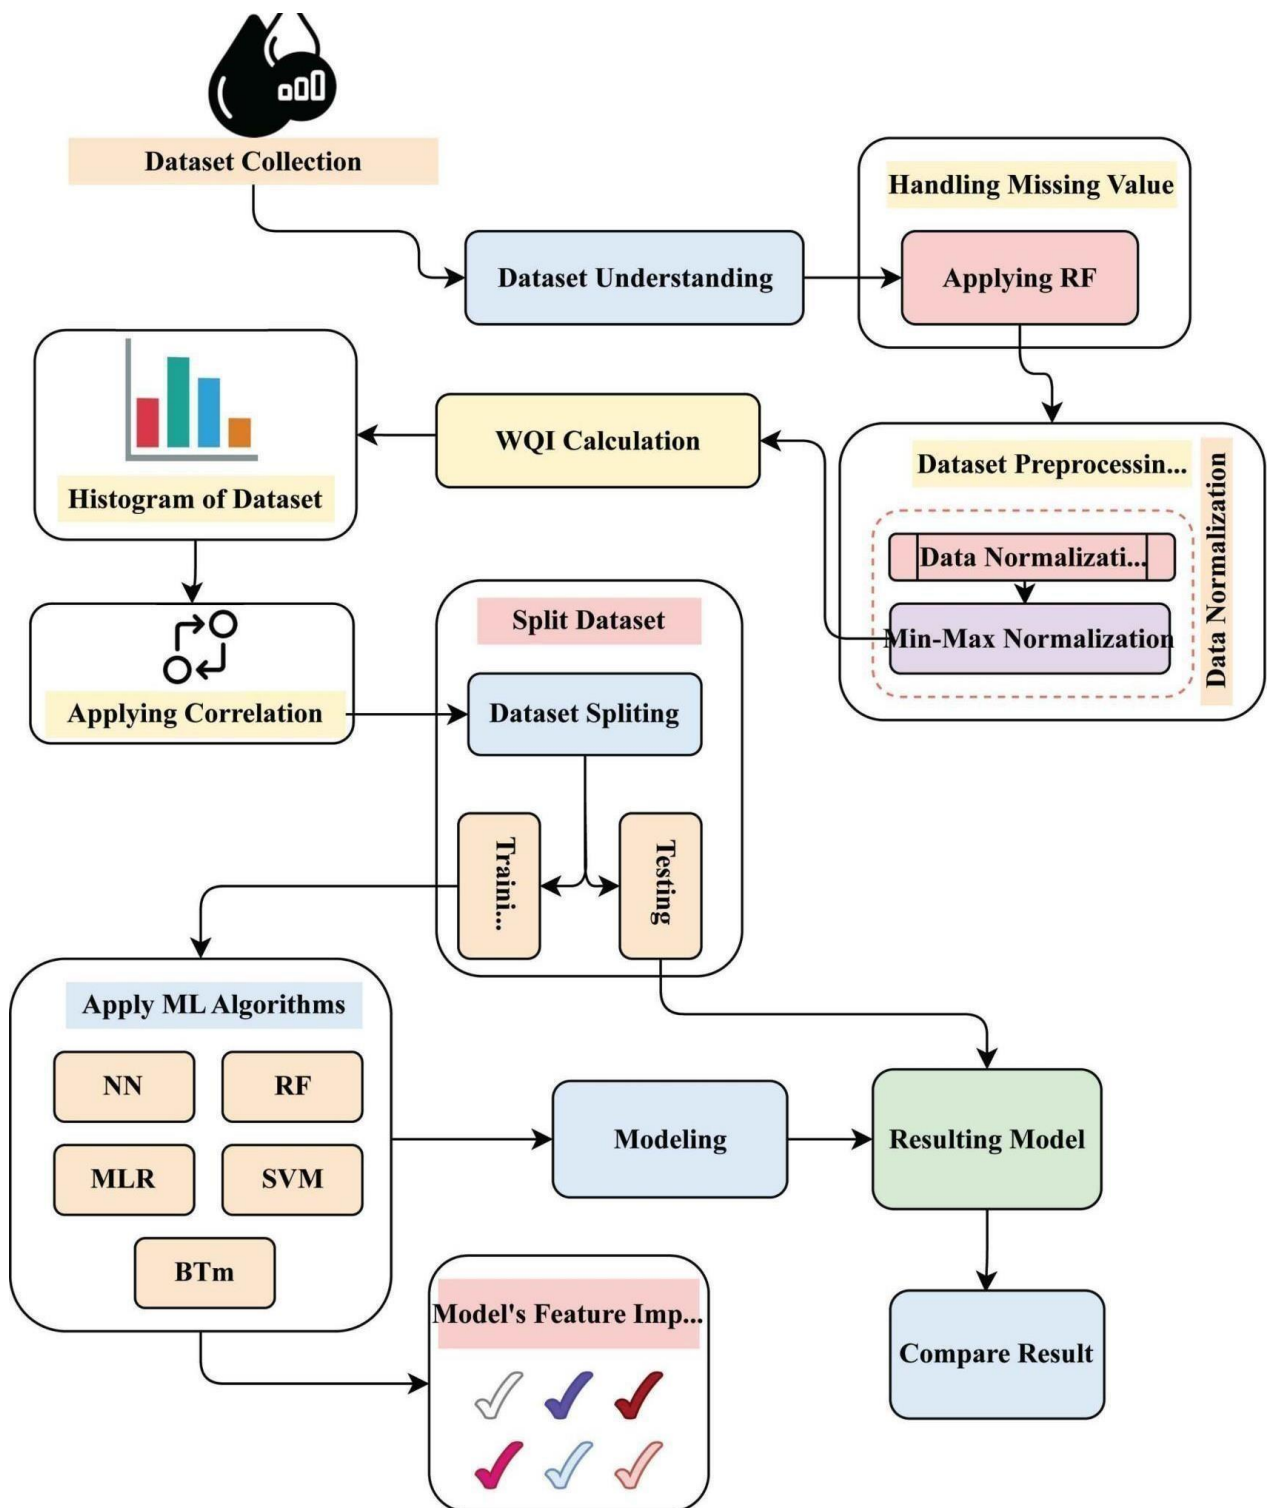 Dataset Collection
Handling Missing Value
Dataset Understanding
Applying RF
WQI Calculation
Histogram of Dataset
Dataset Preprocessin...
Data Normalization
Data Normalizati...
Min-Max Normalization
Applying Correlation
Split Dataset
Dataset Spliting
Traini...
Testing
Apply ML Algorithms
NN
RF
MLR
SVM
BTm
Modeling
Resulting Model
Model's Feature Imp...
Compare Result